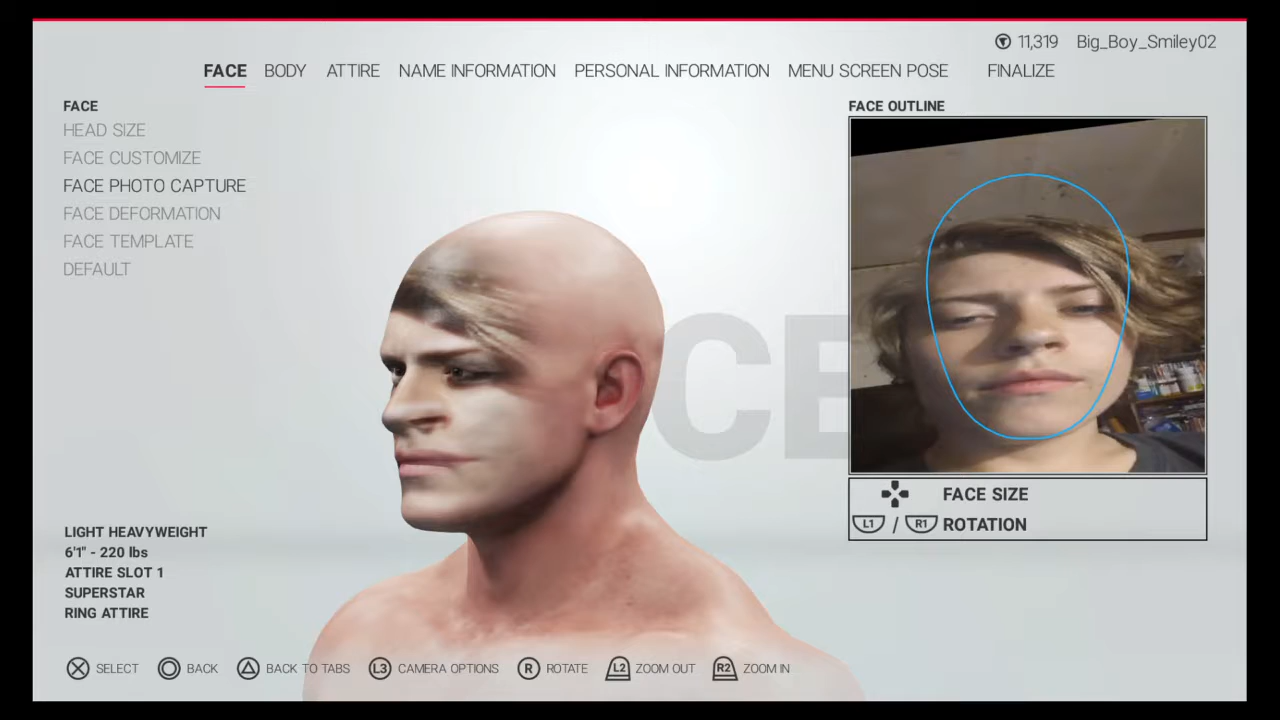 11,319 Big_Boy_Smiley02
FACE BODY ATTIRE NAME INFORMATION PERSONAL INFORMATION MENU SCREEN POSE FINALIZE
FACE
HEAD SIZE
FACE CUSTOMIZE
FACE PHOTO CAPTURE
FACE DEFORMATION
FACE TEMPLATE
DEFAULT
FACE OUTLINE
CE
FACE SIZE
L1 / R1 ROTATION
LIGHT HEAVYWEIGHT
6'1" - 220 lbs
ATTIRE SLOT 1
SUPERSTAR
RING ATTIRE
SELECT BACK BACK TO TABS L3 CAMERA OPTIONS R ROTATE L2 ZOOM OUT R2 ZOOM IN